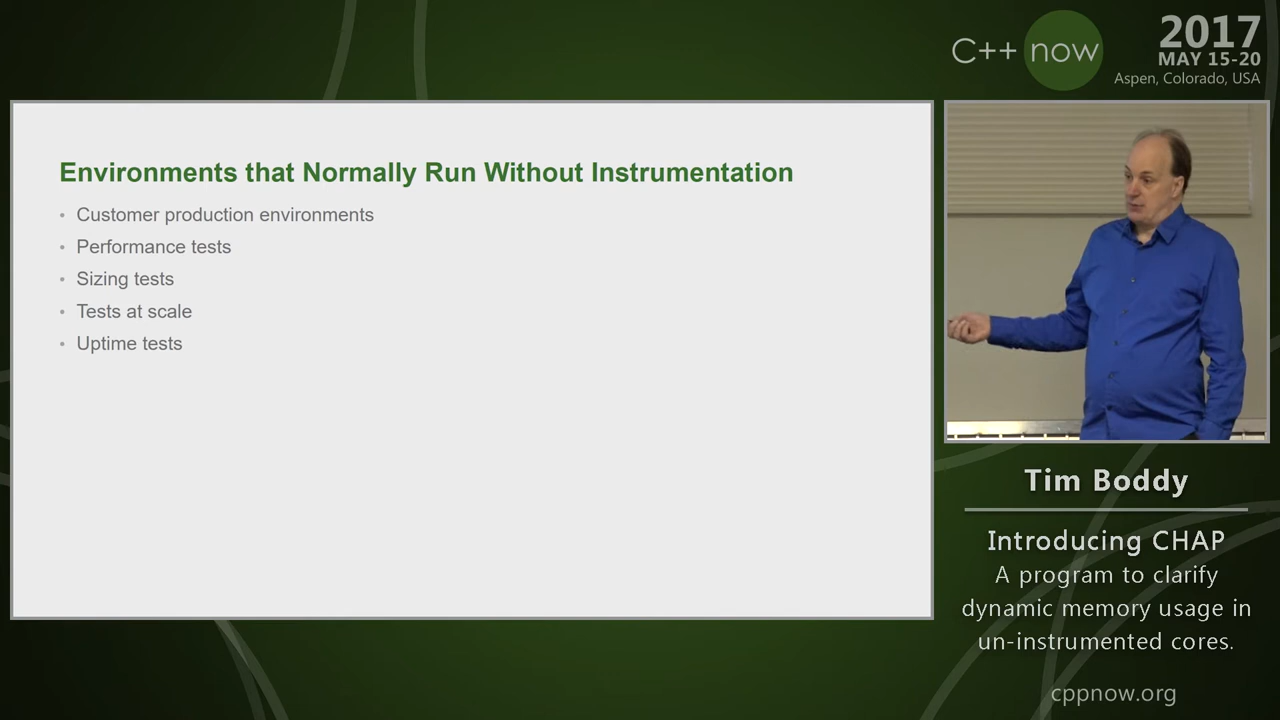 C++ now
2017
MAY 15-20
Aspen, Colorado, USA
Environments that Normally Run Without Instrumentation
• Customer production environments
• Performance tests
• Sizing tests
• Tests at scale
• Uptime tests
Tim Boddy
Introducing CHAP
A program to clarify
dynamic memory usage in
un-instrumented cores.
cppnow.org